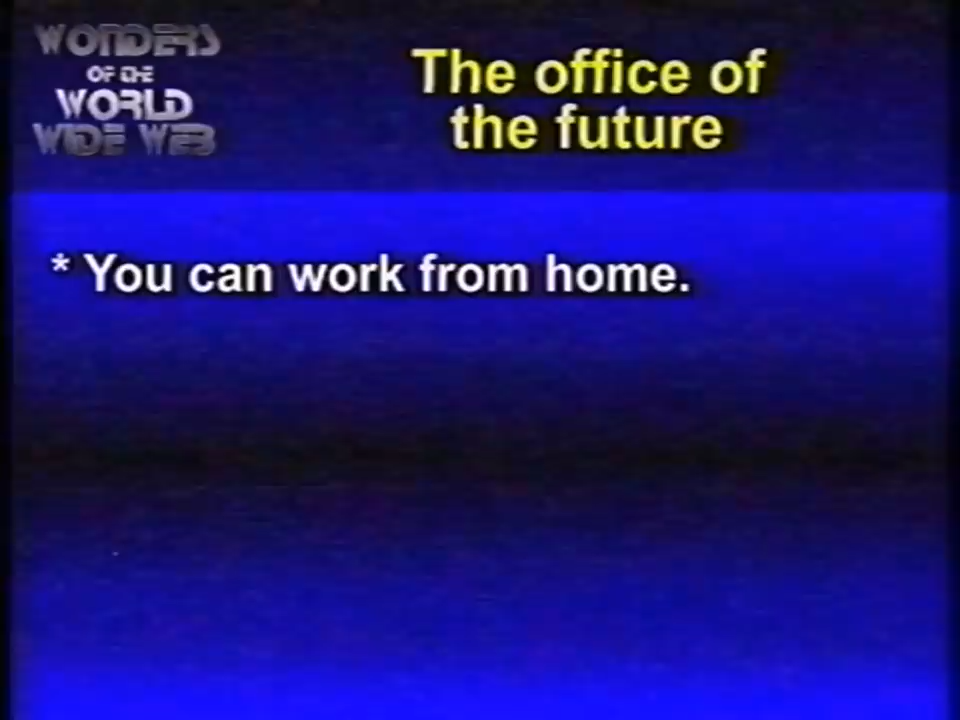 WONDERS
OF THE
WORLD
WIDE WEB
The office of
the future
* You can work from home.